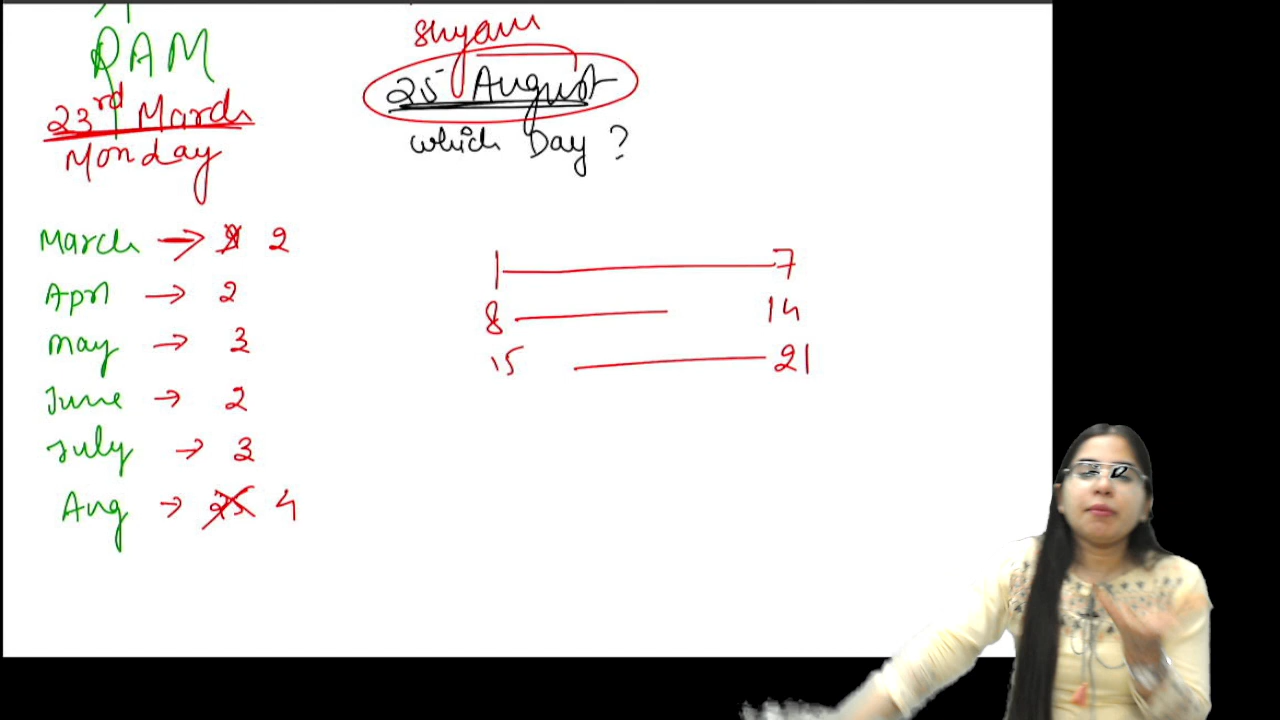 RAM
23rd March
Monday
Shyam
25 August
which Day ?
March → 2
April → 2
may → 3
June → 2
July → 3
Aug → 25 4
1 7
8 14
15 21